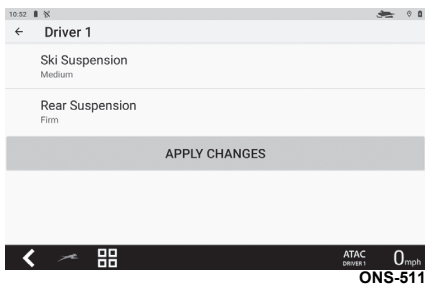 10:52
Driver 1
Ski Suspension
Medium
Rear Suspension
Firm
APPLY CHANGES
ATAC
DRIVER 1
0mph
ONS-511